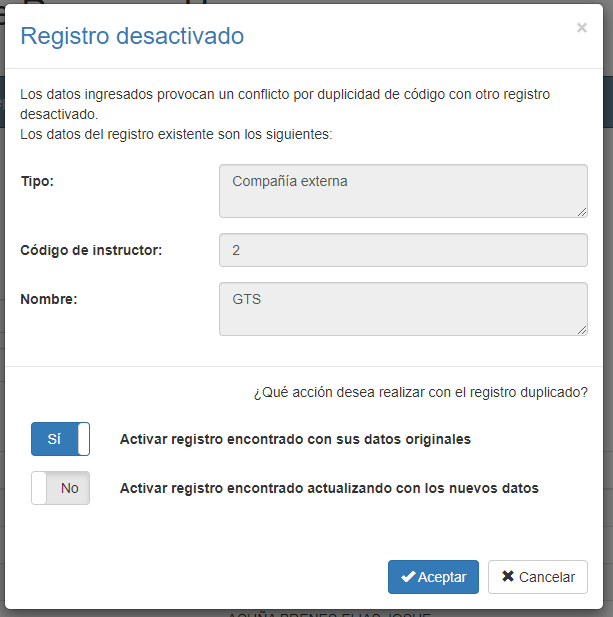 Registro desactivado
×
Los datos ingresados provocan un conflicto por duplicidad de código con otro registro
desactivado.
Los datos del registro existente son los siguientes:
Tipo:
Compañía externa
Código de instructor:
2
Nombre:
GTS
¿Qué acción desea realizar con el registro duplicado?
Sí
Activar registro encontrado con sus datos originales
No
Activar registro encontrado actualizando con los nuevos datos
Aceptar
Cancelar